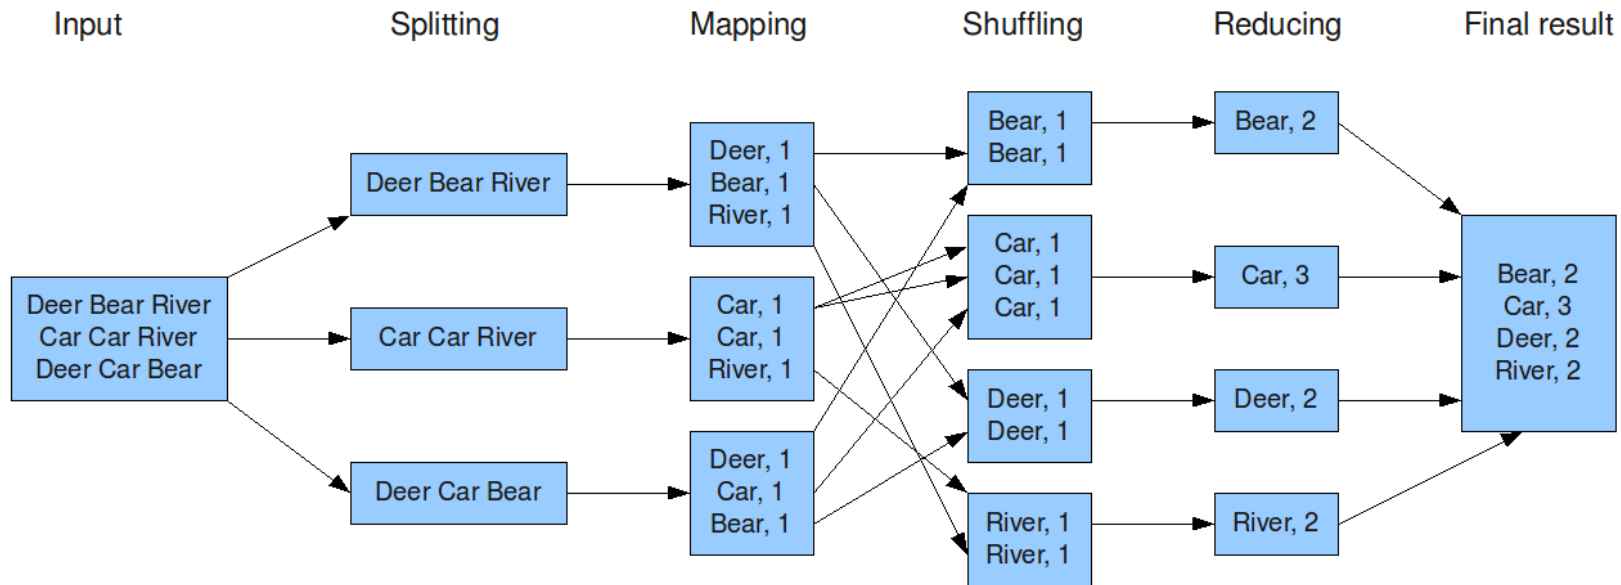 Input
Splitting
Mapping
Shuffling
Reducing
Final result
Deer Bear River
Car Car River
Deer Car Bear
Deer Bear River
Car Car River
Deer Car Bear
Deer, 1
Bear, 1
River, 1
Car, 1
Car, 1
River, 1
Deer, 1
Car, 1
Bear, 1
Bear, 1
Bear, 1
Car, 1
Car, 1
Car, 1
Deer, 1
Deer, 1
River, 1
River, 1
Bear, 2
Car, 3
Deer, 2
River, 2
Bear, 2
Car, 3
Deer, 2
River, 2